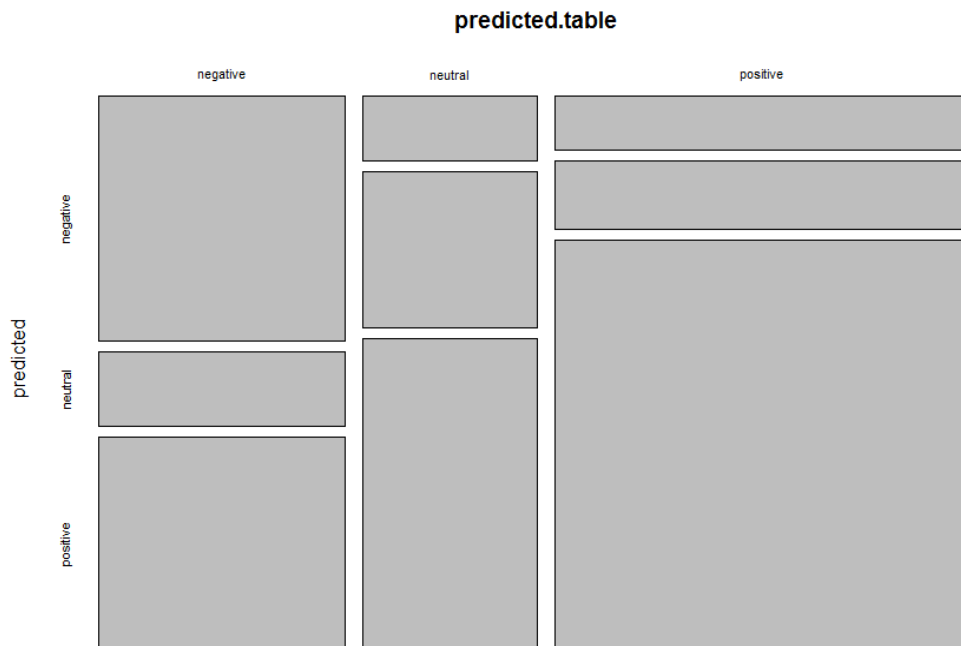 predicted.table
negative
neutral
positive
predicted
negative
neutral
positive